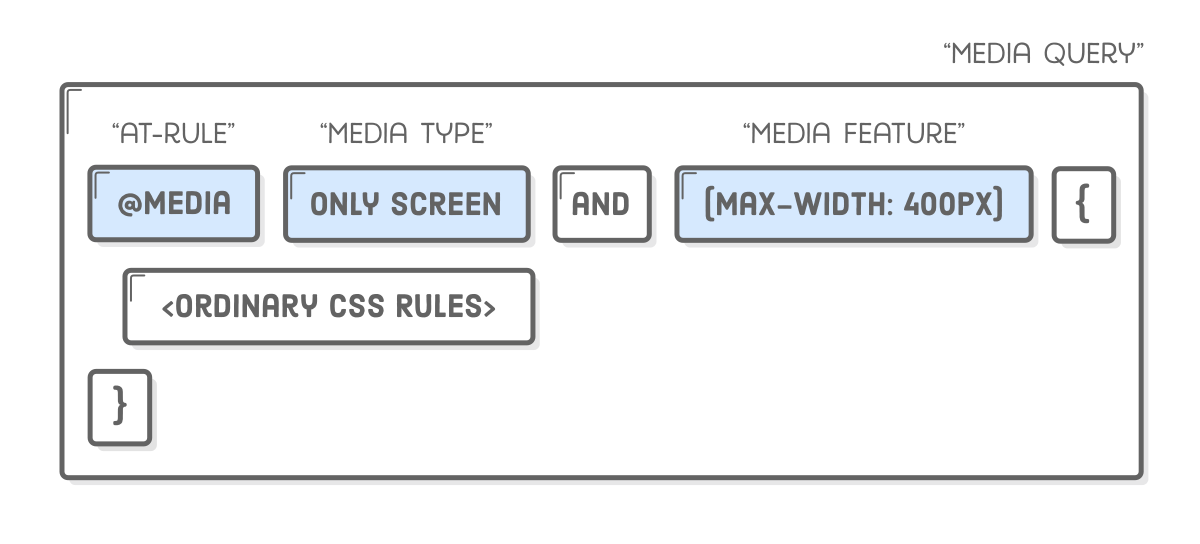 “MEDIA QUERY”
“AT-RULE” “MEDIA TYPE” “MEDIA FEATURE”
@MEDIA ONLY SCREEN AND (MAX-WIDTH: 400PX) {
<ORDINARY CSS RULES>
}